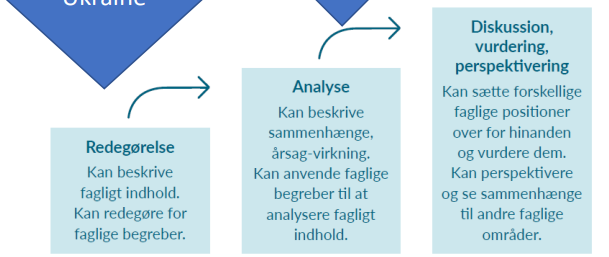 Ukraine
Redegørelse
Kan beskrive
fagligt indhold.
Kan redegøre for
faglige begreber.
Analyse
Kan beskrive
sammenhænge,
årsag-virkning.
Kan anvende faglige
begreber til at
analysere fagligt
indhold.
Diskussion,
vurdering,
perspektivering
Kan sætte forskellige
faglige positioner
over for hinanden
og vurdere dem.
Kan perspektivere
og se sammenhænge
til andre faglige
områder.